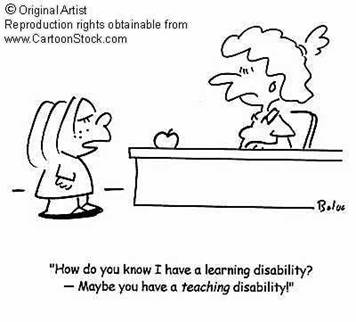 © Original Artist
Reproduction rights obtainable from
www.CartoonStock.com
"How do you know I have a learning disability?
— Maybe you have a teaching disability!"